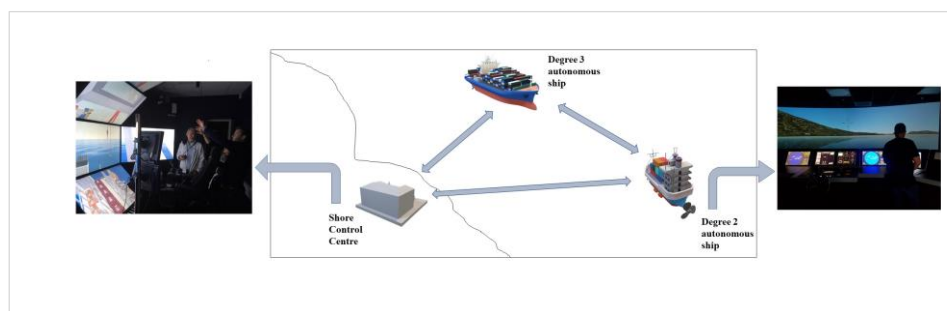 Degree 3
autonomous
ship
Shore
Control
Centre
Degree 2
autonomous
ship